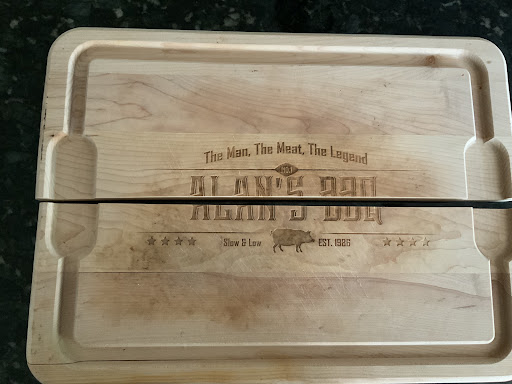 The Man, The Meat, The Legend
ALAN'S BBQ
Slow & Low EST. 1986